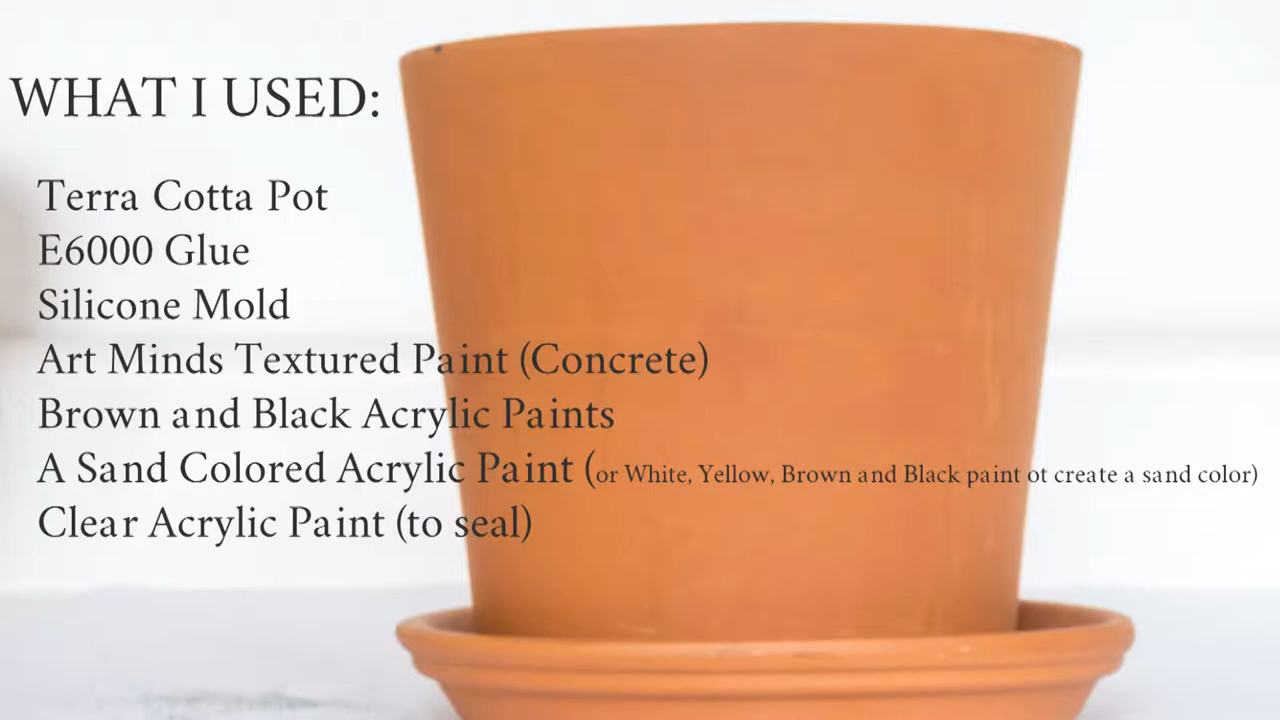 WHAT I USED:
Terra Cotta Pot
E6000 Glue
Silicone Mold
Art Minds Textured Paint (Concrete)
Brown and Black Acrylic Paints
A Sand Colored Acrylic Paint (or White, Yellow, Brown and Black paint ot create a sand color)
Clear Acrylic Paint (to seal)